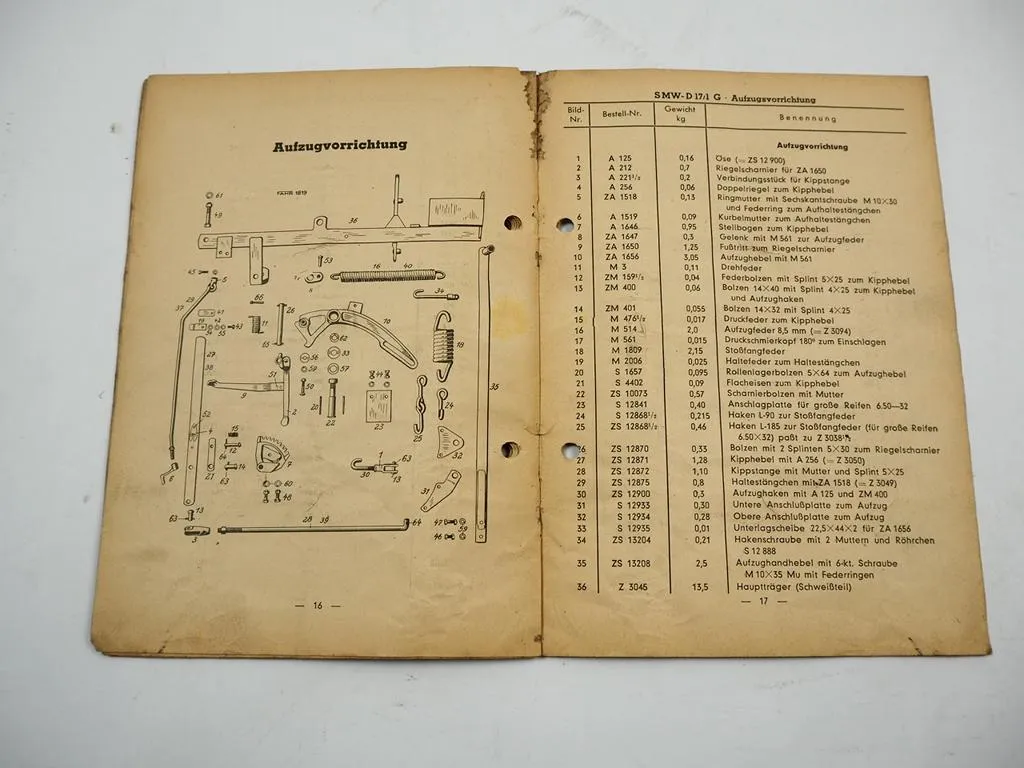 Aufzugvorrichtung
FAHR 1819
— 16 —
SMW-D 17/1 G · Aufzugsvorrichtung
Bild-Nr. Bestell-Nr. Gewicht kg Benennung
Aufzugvorrichtung
1 A 125 0,16 Öse (= ZS 12 900)
2 A 212 0,7 Riegelscharnier für ZA 1650
3 A 221³/₂ 0,2 Verbindungsstück für Kippstange
4 A 256 0,06 Doppelriegel zum Kipphebel
5 ZA 1518 0,13 Ringmutter mit Sechskantschraube M 10×30
und Federring zum Aufhaltestängchen
6 A 1519 0,09 Kurbelmutter zum Aufhaltestängchen
7 A 1646 0,95 Stellbogen zum Kipphebel
8 ZA 1647 0,3 Gelenk mit M 561 zur Aufzugfeder
9 ZA 1650 1,25 Fußtritt zum Riegelscharnier
10 ZA 1656 3,05 Aufzughebel mit M 561
11 M 3 0,11 Drehfeder
12 ZM 159¹/₂ 0,04 Federbolzen mit Splint 5×25 zum Kipphebel
13 ZM 400 0,06 Bolzen 14×40 mit Splint 4×25 zum Kipphebel
und Aufzughaken
14 ZM 401 0,055 Bolzen 14×32 mit Splint 4×25
15 M 476¹/₂ 0,017 Druckfeder zum Kipphebel
16 M 514 2,0 Aufzugfeder 8,5 mm (= Z 3094)
17 M 561 0,015 Druckschmierkopf 180° zum Einschlagen
18 M 1809 2,15 Stoßfangfeder
19 M 2006 0,025 Haltefeder zum Haltestängchen
20 S 1657 0,095 Rollenlagerbolzen 5×64 zum Aufzughebel
21 S 4402 0,09 Flacheisen zum Kipphebel
22 ZS 10073 0,57 Scharnierbolzen mit Mutter
23 S 12841 0,40 Anschlagplatte für große Reifen 6.50—32
24 S 12868¹/₂ 0,215 Haken L-90 zur Stoßfangfeder
25 ZS 12868¹/₂ 0,46 Haken L-185 zur Stoßfangfeder (für große Reifen
6.50×32) paßt zu Z 3038
26 ZS 12870 0,33 Bolzen mit 2 Splinten 5×30 zum Riegelscharnier
27 ZS 12871 1,28 Kipphebel mit A 256 (= Z 3050)
28 ZS 12872 1,10 Kippstange mit Mutter und Splint 5×25
29 ZS 12875 0,8 Haltestängchen mit ZA 1518 (= Z 3049)
30 ZS 12900 0,3 Aufzughaken mit A 125 und ZM 400
31 S 12933 0,30 Untere Anschlußplatte zum Aufzug
32 S 12934 0,28 Obere Anschlußplatte zum Aufzug
33 S 12935 0,01 Unterlagscheibe 22,5×44×2 für ZA 1656
34 ZS 13204 0,21 Hakenschraube mit 2 Muttern und Röhrchen
S 12 888
35 ZS 13208 2,5 Aufzughandhebel mit 6-kt. Schraube
M 10×35 Mu mit Federringen
36 Z 3045 13,5 Hauptträger (Schweißteil)
— 17 —